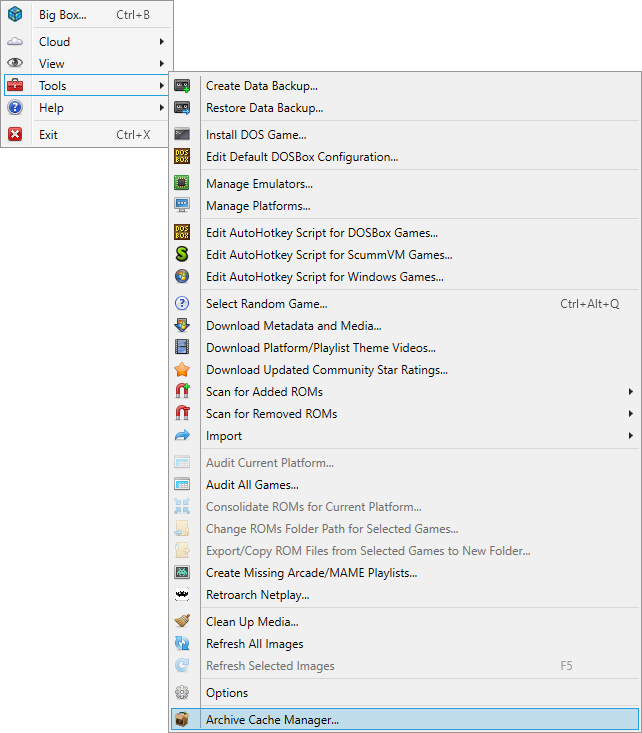 Big Box... Ctrl+B
Cloud
View
Tools
Help
Exit Ctrl+X
Create Data Backup...
Restore Data Backup...
Install DOS Game...
DOS BOX Edit Default DOSBox Configuration...
Manage Emulators...
Manage Platforms...
DOS BOX Edit AutoHotkey Script for DOSBox Games...
S Edit AutoHotkey Script for ScummVM Games...
Edit AutoHotkey Script for Windows Games...
Select Random Game... Ctrl+Alt+Q
Download Metadata and Media...
Download Platform/Playlist Theme Videos...
Download Updated Community Star Ratings...
Scan for Added ROMs
Scan for Removed ROMs
Import
Audit Current Platform...
Audit All Games...
Consolidate ROMs for Current Platform...
Change ROMs Folder Path for Selected Games...
Export/Copy ROM Files from Selected Games to New Folder...
Create Missing Arcade/MAME Playlists...
Retroarch Netplay...
Clean Up Media...
Refresh All Images
Refresh Selected Images F5
Options
Archive Cache Manager...